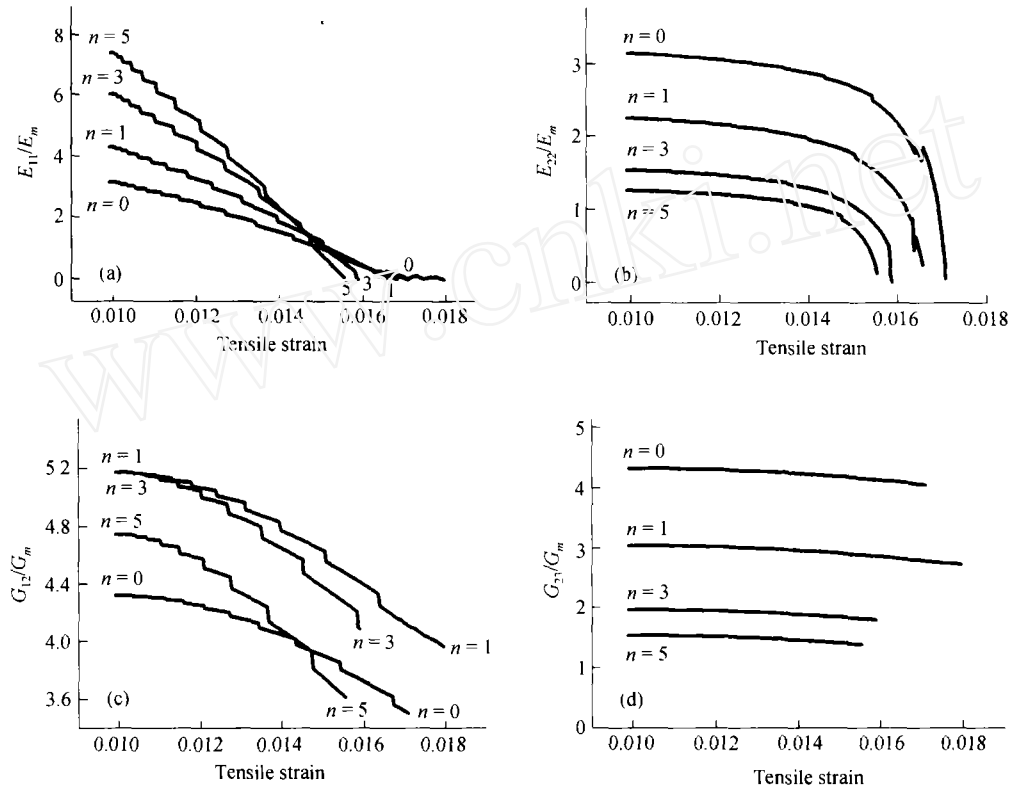 8
n = 5
6
n = 3
4
n = 1
2
n = 0
0
E₁₁/Eₘ
(a)
0
5 3 1
0.010 0.012 0.014 0.016 0.018
Tensile strain
3
n = 0
2
n = 1
n = 3
1
n = 5
0
E₂₂/Eₘ
(b)
0.010 0.012 0.014 0.016 0.018
Tensile strain
www.cnki.net
5.2
n = 1
n = 3
4.8
n = 5
4.4
n = 0
4.0
3.6
G₁₂/Gₘ
(c)
n = 3
n = 1
n = 5
n = 0
0.010 0.012 0.014 0.016 0.018
Tensile strain
5
n = 0
4
3
n = 1
2
n = 3
1
n = 5
0
G₂₃/Gₘ
(d)
0.010 0.012 0.014 0.016 0.018
Tensile strain